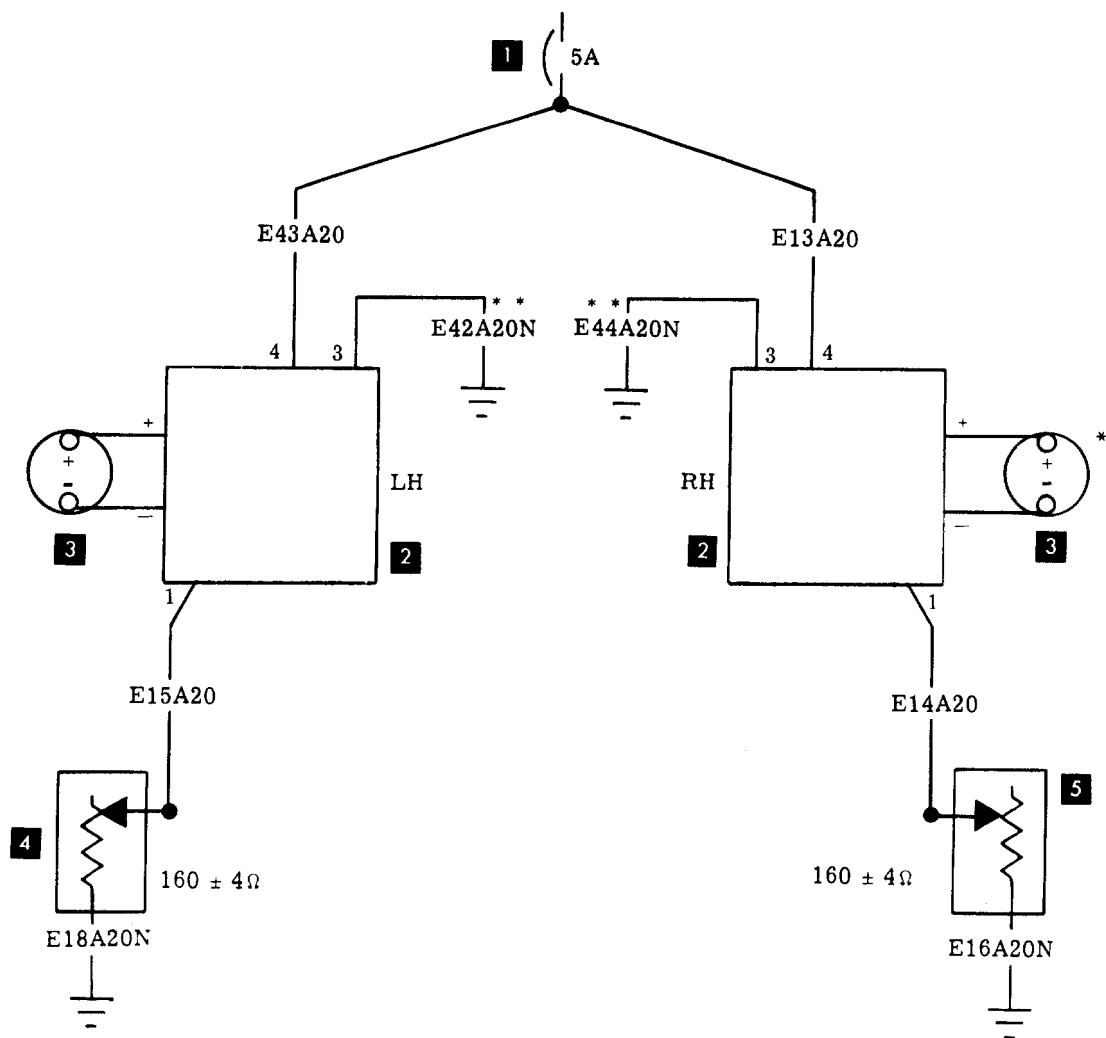 1
5A
E43A20
E13A20
* *
* *
E42A20N
E44A20N
4
3
3
4
+
+
*
+
-
+
-
LH
RH
—
—
3
2
2
3
1
1
E15A20
E14A20
5
4
160 ± 4Ω
160 ± 4Ω
E18A20N
E16A20N